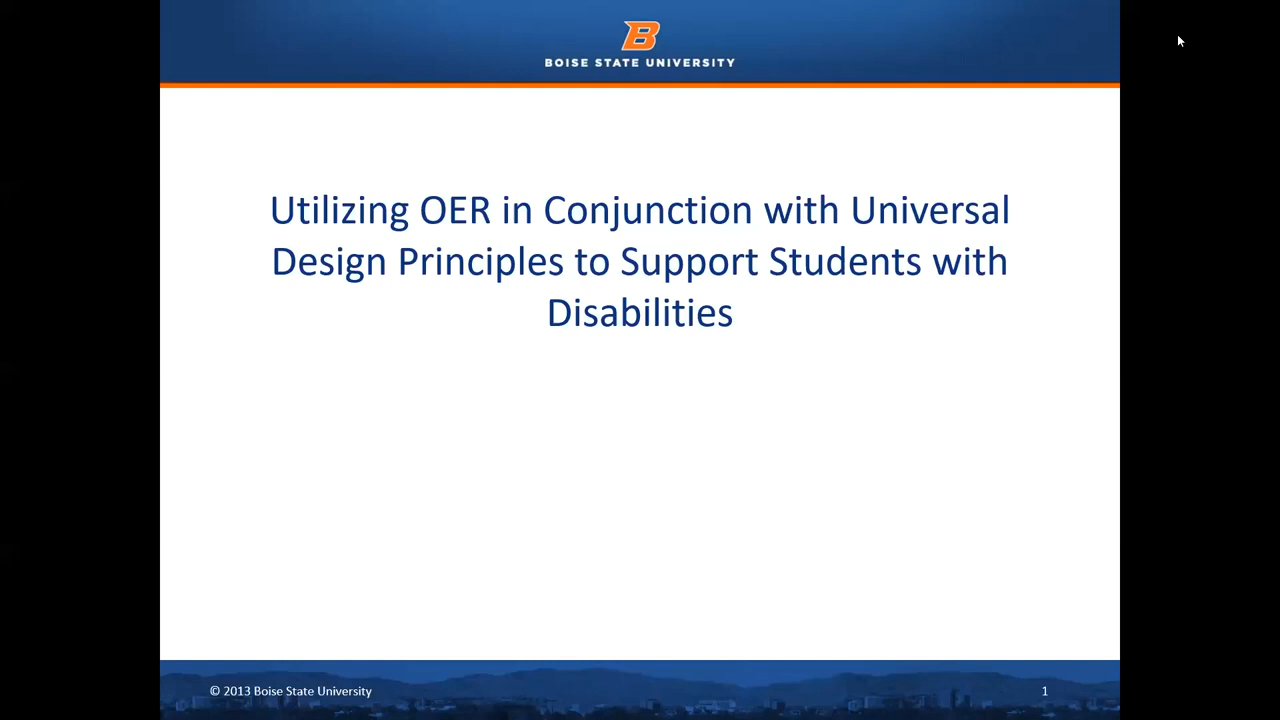 B
BOISE STATE UNIVERSITY
Utilizing OER in Conjunction with Universal
Design Principles to Support Students with
Disabilities
© 2013 Boise State University
1